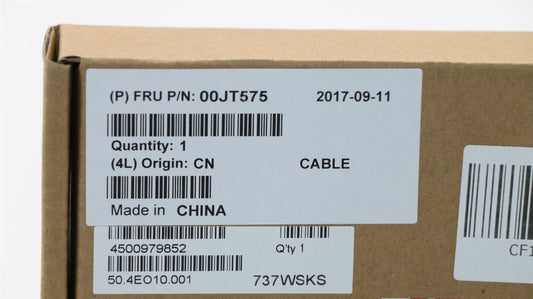 (P) FRU P/N: 00JT575 2017-09-11
Quantity: 1
(4L) Origin: CN CABLE
Made in CHINA
4500979852 Q'ty 1
50.4EO10.001 737WSKS
CF1